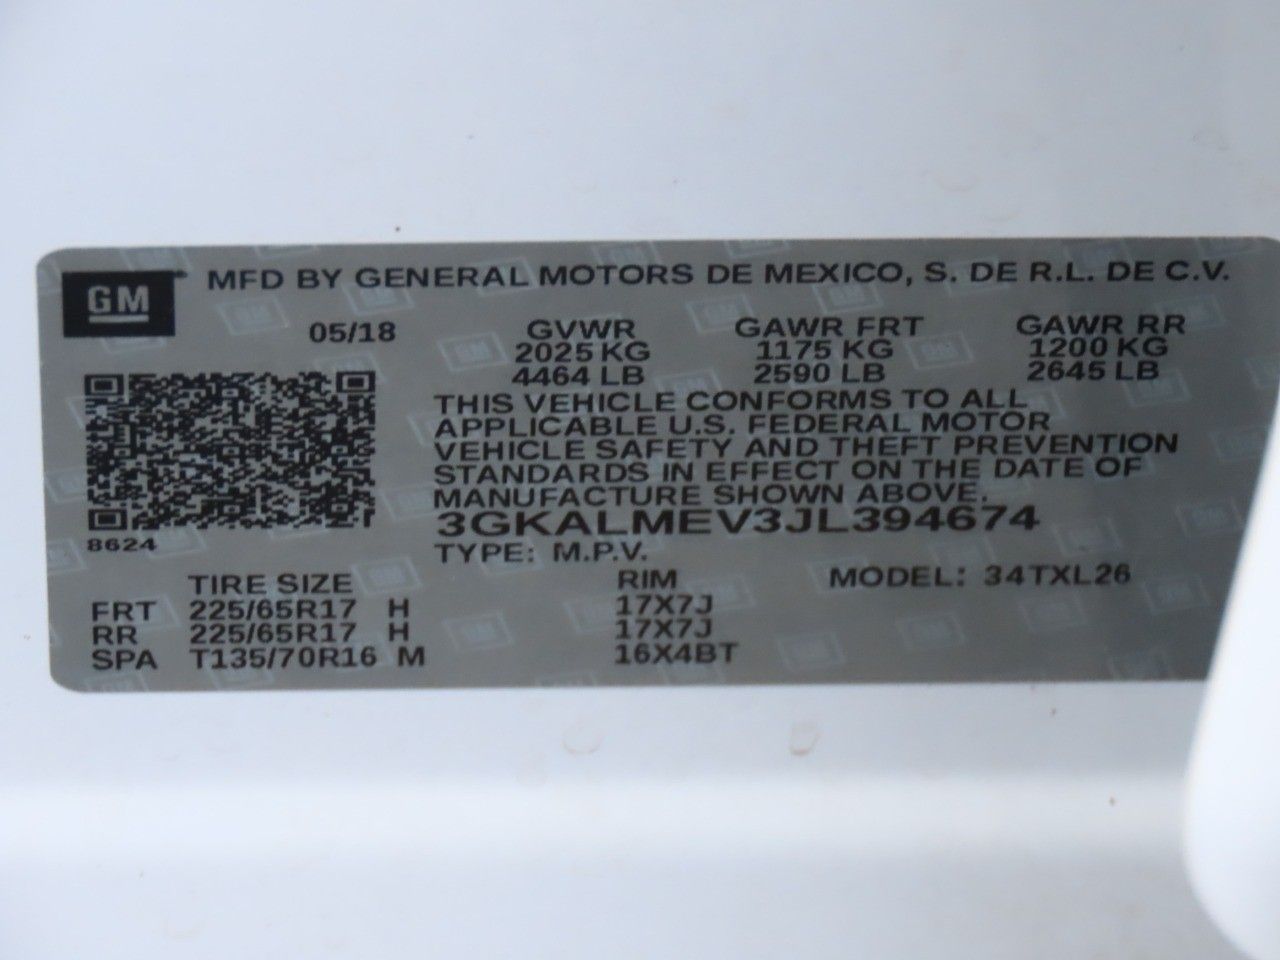 GM MFD BY GENERAL MOTORS DE MEXICO, S. DE R.L. DE C.V.
05/18 GVWR GAWR FRT GAWR RR
2025 KG 1175 KG 1200 KG
4464 LB 2590 LB 2645 LB
THIS VEHICLE CONFORMS TO ALL
APPLICABLE U.S. FEDERAL MOTOR
VEHICLE SAFETY AND THEFT PREVENTION
STANDARDS IN EFFECT ON THE DATE OF
MANUFACTURE SHOWN ABOVE.
3GKALMEV3JL394674
8624 TYPE: M.P.V.
TIRE SIZE RIM MODEL: 34TXL26
FRT 225/65R17 H 17X7J
RR 225/65R17 H 17X7J
SPA T135/70R16 M 16X4BT